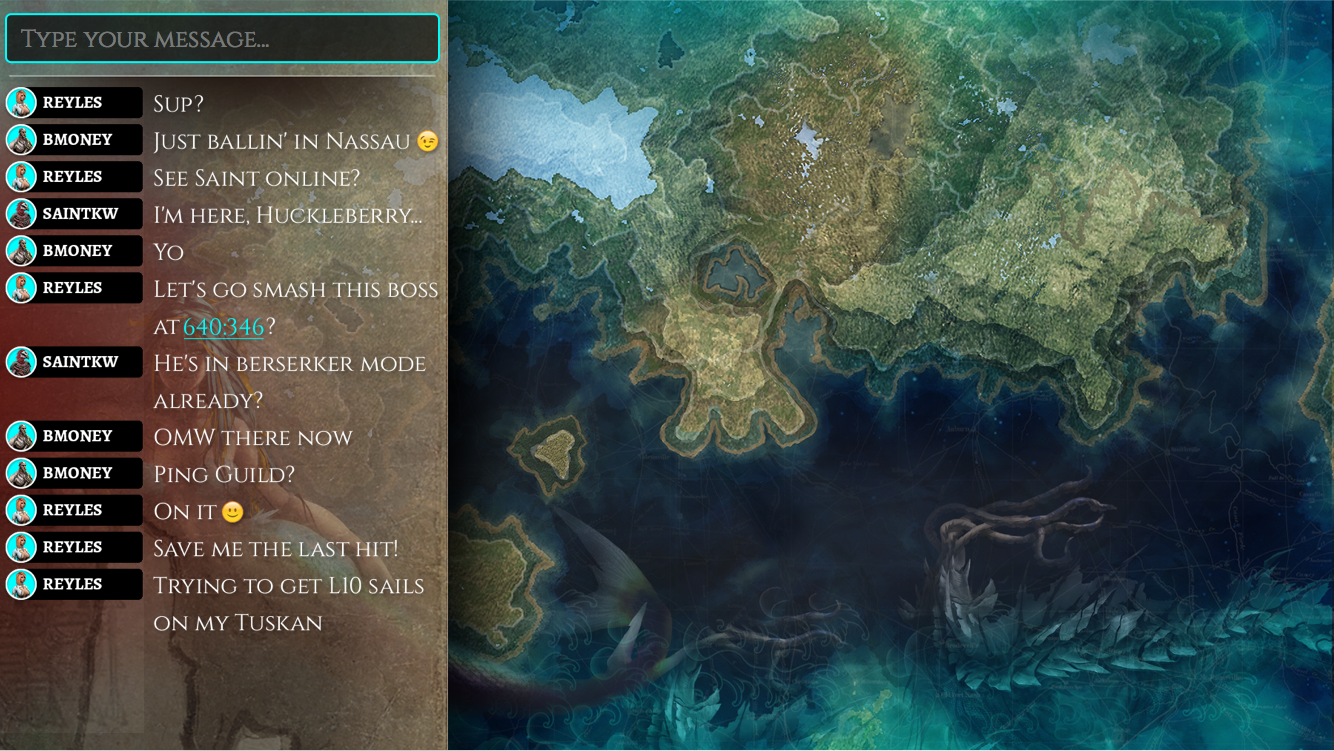 Type your message...
REYLES Sup?
BMONEY Just ballin' in Nassau 😉
REYLES See Saint online?
SAINTKW I'm here, Huckleberry...
BMONEY Yo
REYLES Let's go smash this boss
at 640:346 ?
SAINTKW He's in berserker mode
already?
BMONEY OMW there now
BMONEY Ping Guild?
REYLES On it 🙂
REYLES Save me the last hit!
REYLES Trying to get L10 sails
on my Tuskan